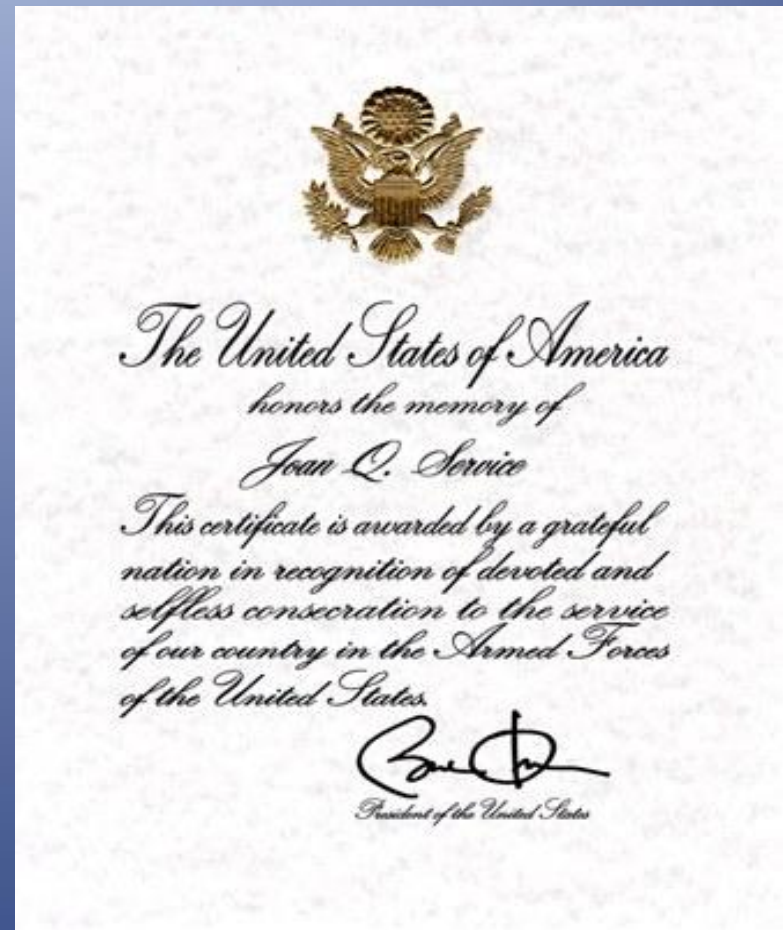 The United States of America
honors the memory of
Joan Q. Service
This certificate is awarded by a grateful
nation in recognition of devoted and
selfless consecration to the service
of our country in the Armed Forces
of the United States.
President of the United States